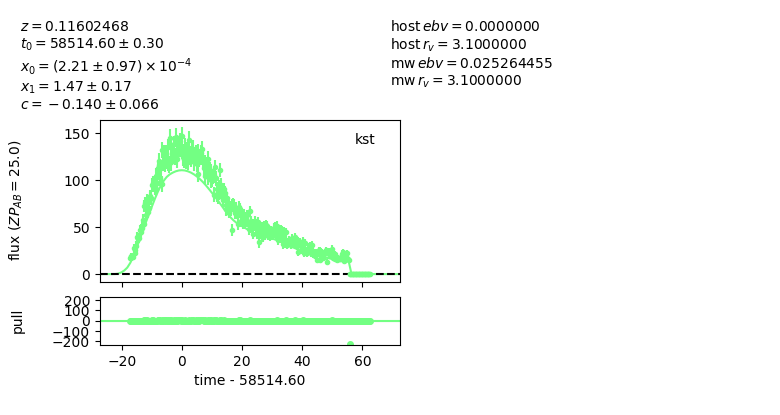 z = 0.11602468
t₀ = 58514.60 ± 0.30
x₀ = (2.21 ± 0.97) × 10⁻⁴
x₁ = 1.47 ± 0.17
c = −0.140 ± 0.066
host ebv = 0.0000000
host r_v = 3.1000000
mw ebv = 0.025264455
mw r_v = 3.1000000
kst
flux (ZP_AB = 25.0)
150
100
50
0
pull
200
100
0
−100
−200
−20 0 20 40 60
time - 58514.60